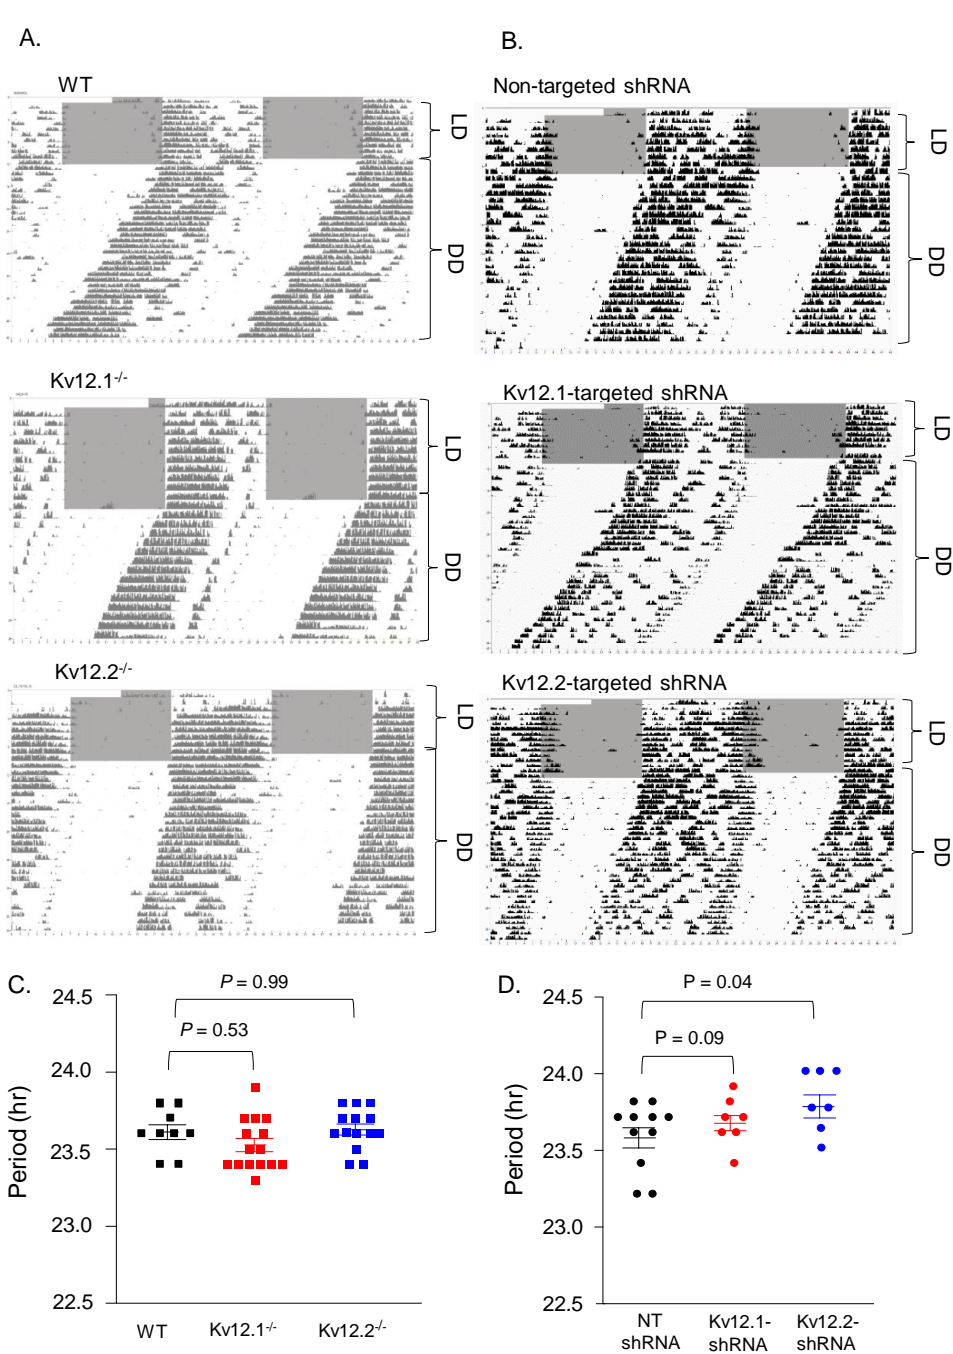 A.
B.
WT
Non-targeted shRNA
LD
DD
LD
DD
Kv12.1-/-
Kv12.1-targeted shRNA
LD
DD
LD
DD
Kv12.2-/-
Kv12.2-targeted shRNA
LD
DD
LD
DD
C.
P = 0.99
P = 0.53
24.5
24.0
23.5
23.0
22.5
Period (hr)
WT
Kv12.1-/-
Kv12.2-/-
D.
P = 0.04
P = 0.09
24.5
24.0
23.5
23.0
22.5
Period (hr)
NT
shRNA
Kv12.1-
shRNA
Kv12.2-
shRNA